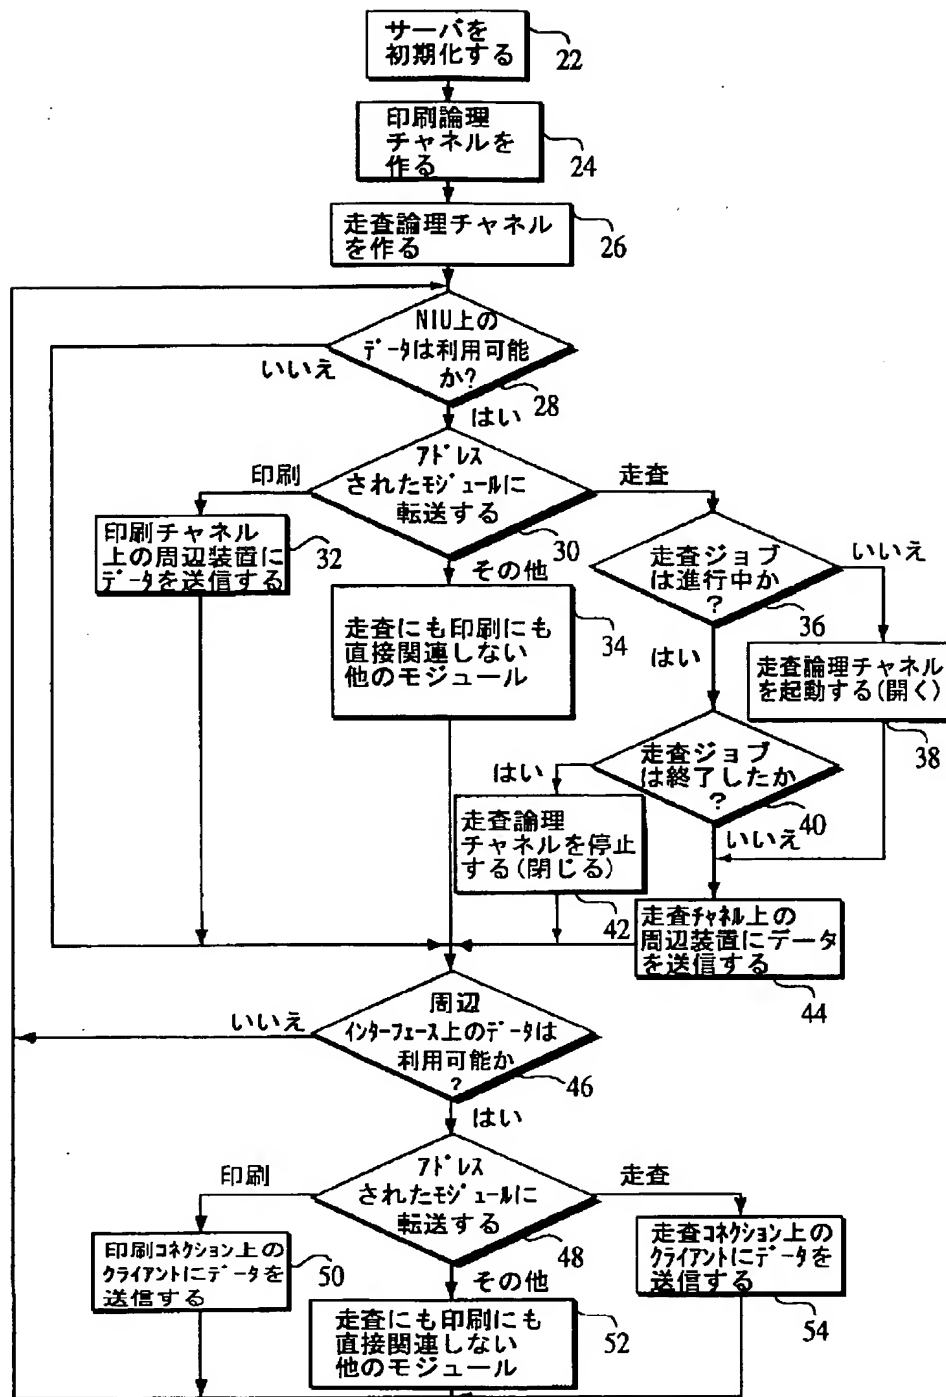 サーバを
初期化する
22
印刷論理
チャネルを
作る
24
走査論理チャネル
を作る
26
NIU上の
データは利用可能
か?
28
いいえ
はい
アドレス
されたモジュールに
転送する
30
印刷
走査
その他
印刷チャネル
上の周辺装置に
データを送信する
32
走査にも印刷にも
直接関連しない
他のモジュール
34
走査ジョブ
は進行中か
?
36
いいえ
はい
走査論理チャネル
を起動する(開く)
38
走査ジョブ
は終了したか
?
40
はい
いいえ
走査論理
チャネルを停止
する(閉じる)
42
走査チャネル上の
周辺装置にデータ
を送信する
44
周辺
インターフェース上のデータは
利用可能か
?
46
いいえ
はい
アドレス
されたモジュールに
転送する
48
印刷
走査
その他
印刷コネクション上の
クライアントにデータを
送信する
50
走査にも印刷にも
直接関連しない
他のモジュール
52
走査コネクション上の
クライアントにデータを
送信する
54